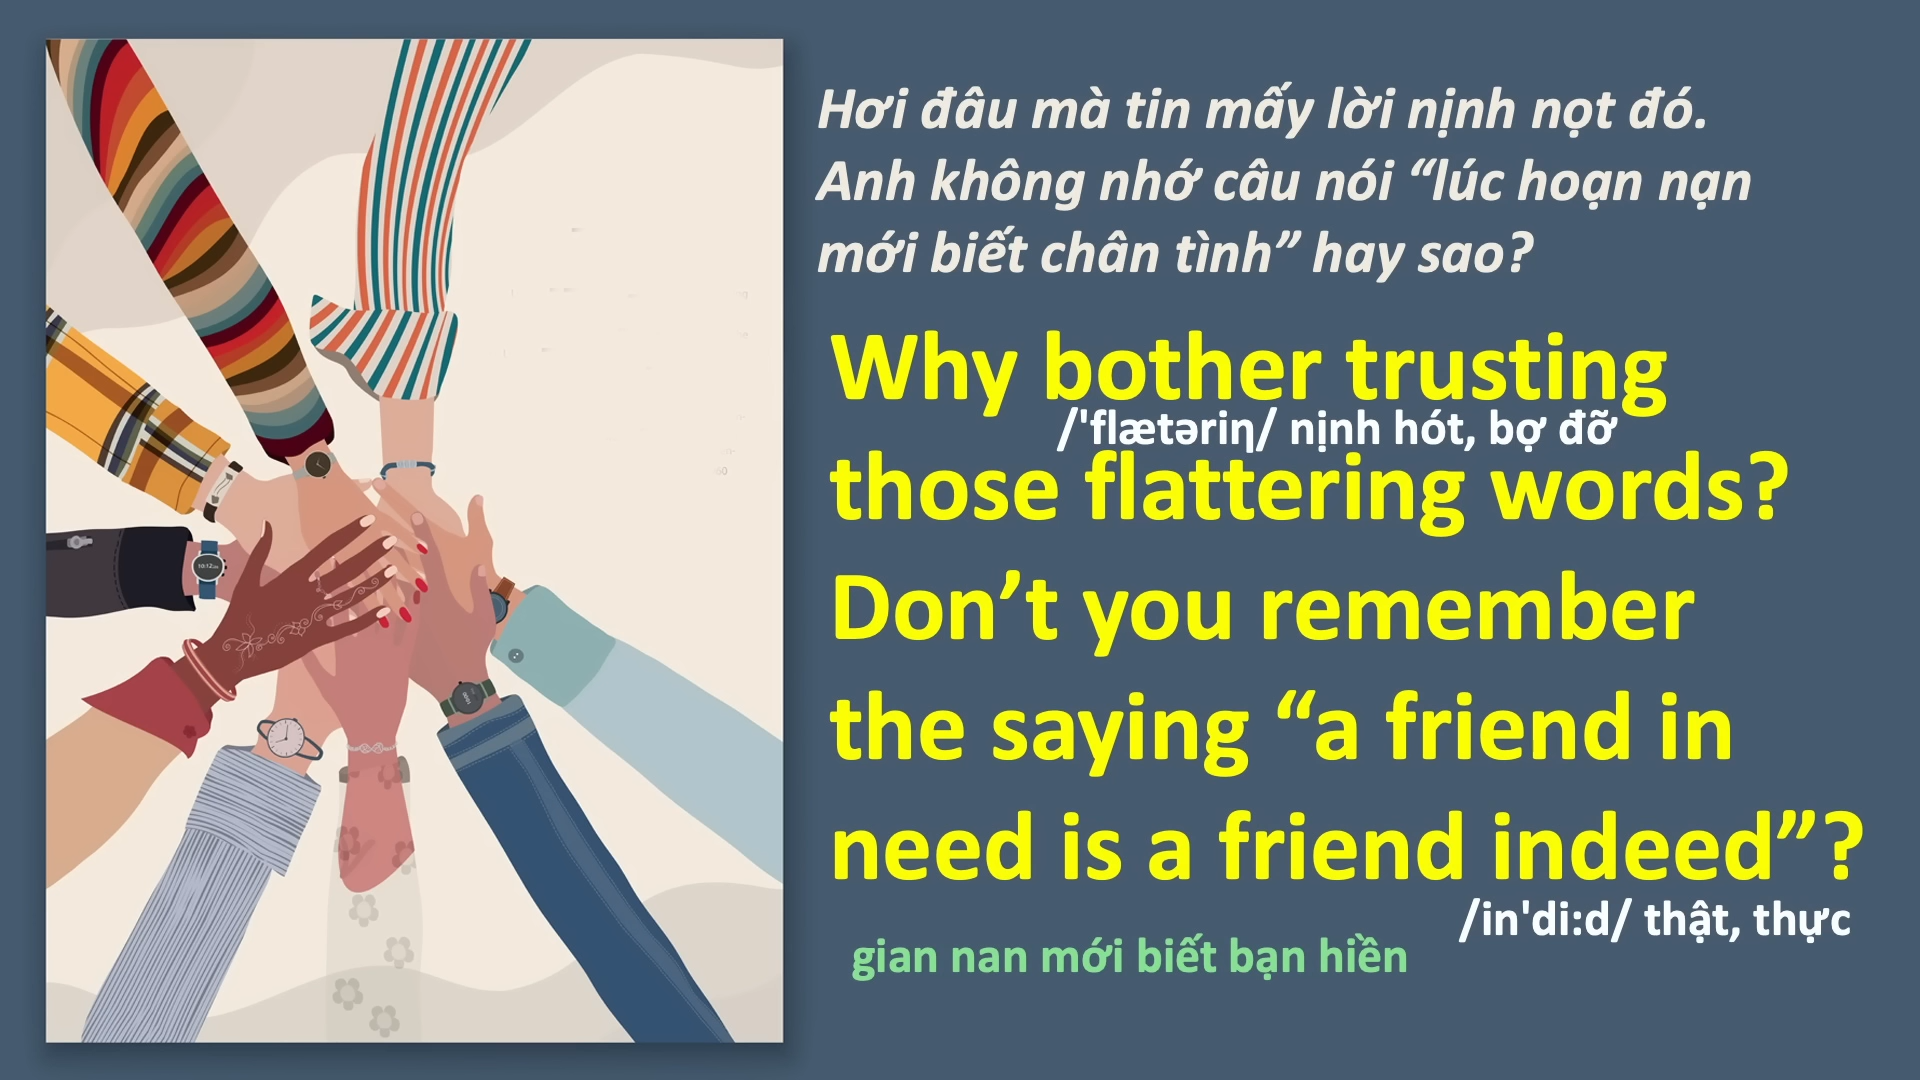 Hơi đâu mà tin mấy lời nịnh nọt đó.
Anh không nhớ câu nói “lúc hoạn nạn
mới biết chân tình” hay sao?
Why bother trusting
/'flætəriη/ nịnh hót, bợ đỡ
those flattering words?
Don’t you remember
the saying “a friend in
need is a friend indeed”?
/in'di:d/ thật, thực
gian nan mới biết bạn hiền